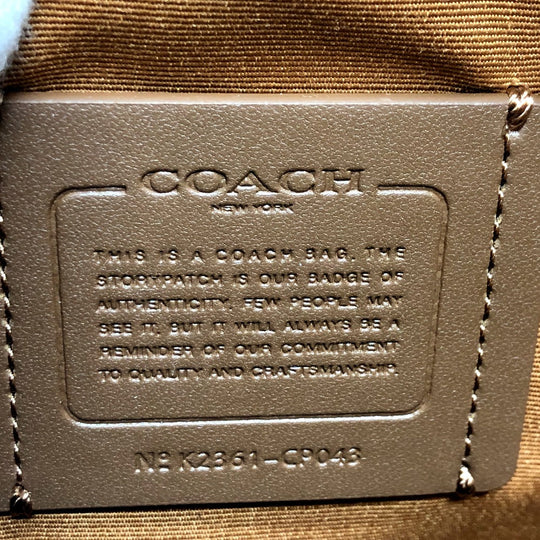 COACH
NEW YORK
THIS IS A COACH BAG. THE
STORYPATCH IS OUR BADGE OF
AUTHENTICITY. FEW PEOPLE MAY
SEE IT, BUT IT WILL ALWAYS BE A
REMINDER OF OUR COMMITMENT
TO QUALITY AND CRAFTSMANSHIP.
Nº K2361-CP043